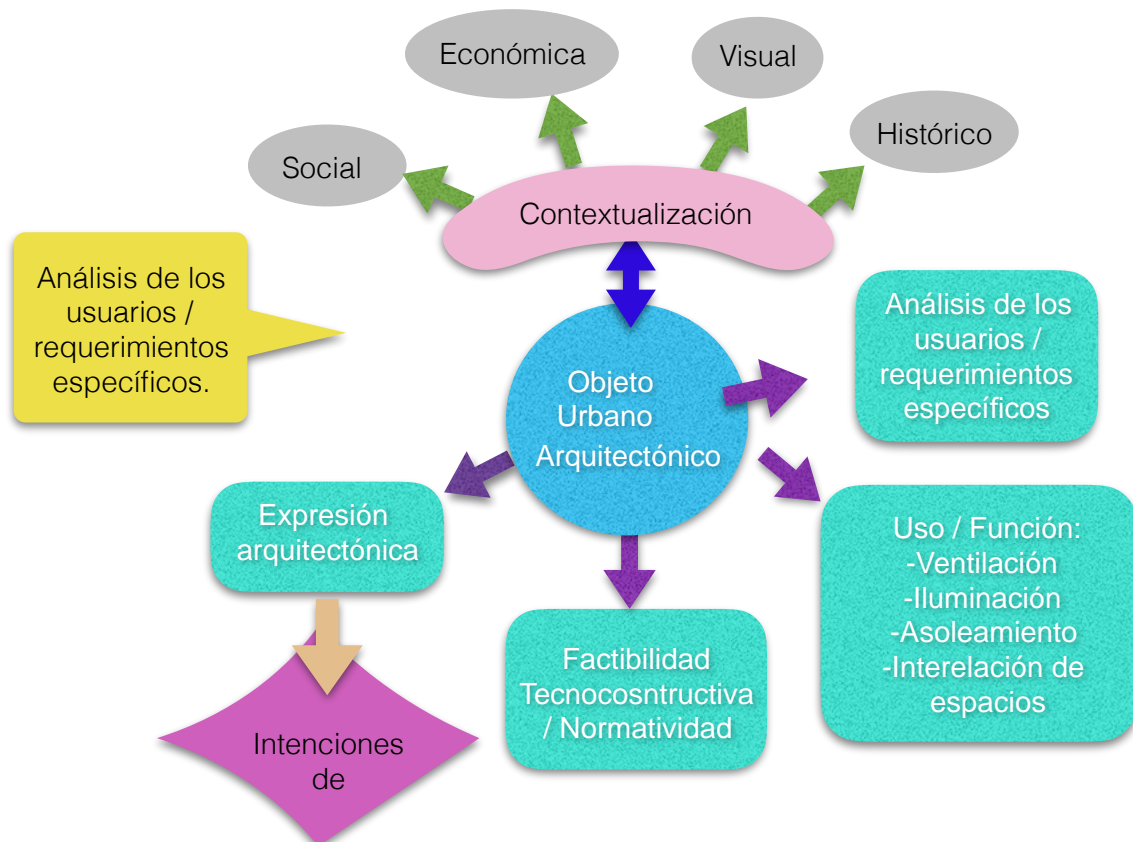 Económica
Visual
Social
Histórico
Contextualización
Análisis de los
usuarios /
requerimientos
específicos.
Análisis de los
usuarios /
requerimientos
específicos
Objeto
Urbano
Arquitectónico
Expresión
arquitectónica
Uso / Función:
-Ventilación
-Iluminación
-Asoleamiento
-Interelación de
espacios
Factibilidad
Tecnocosntructiva
/ Normatividad
Intenciones
de